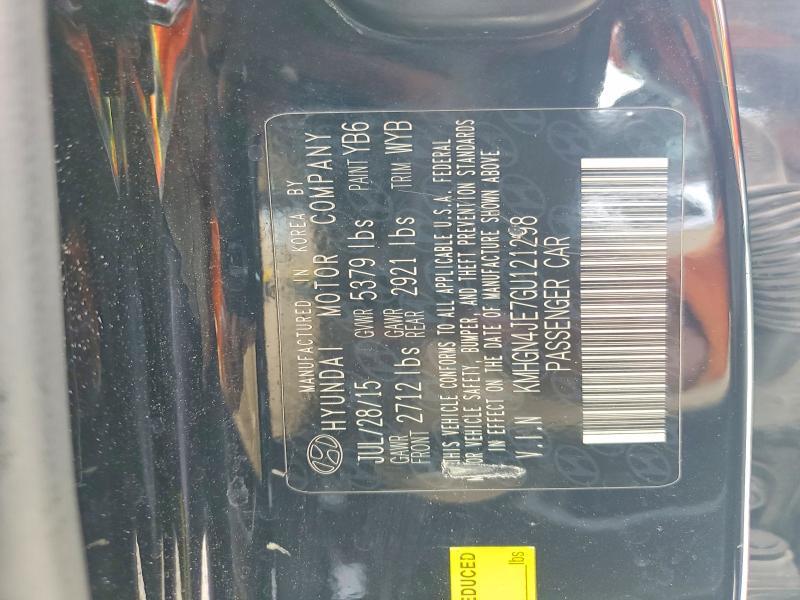 MANUFACTURED IN KOREA BY
HYUNDAI MOTOR COMPANY
JUL/28/15 GVWR 5379 lbs PAINT YB6
GAWR FRONT 2712 lbs GAWR REAR 2921 lbs TRIM WYB
THIS VEHICLE CONFORMS TO ALL APPLICABLE U.S.A. FEDERAL
MOTOR VEHICLE SAFETY, BUMPER, AND THEFT PREVENTION STANDARDS
IN EFFECT ON THE DATE OF MANUFACTURE SHOWN ABOVE.
V.I.N KMHGN4JE7GU121298
PASSENGER CAR
EDUCED
lbs